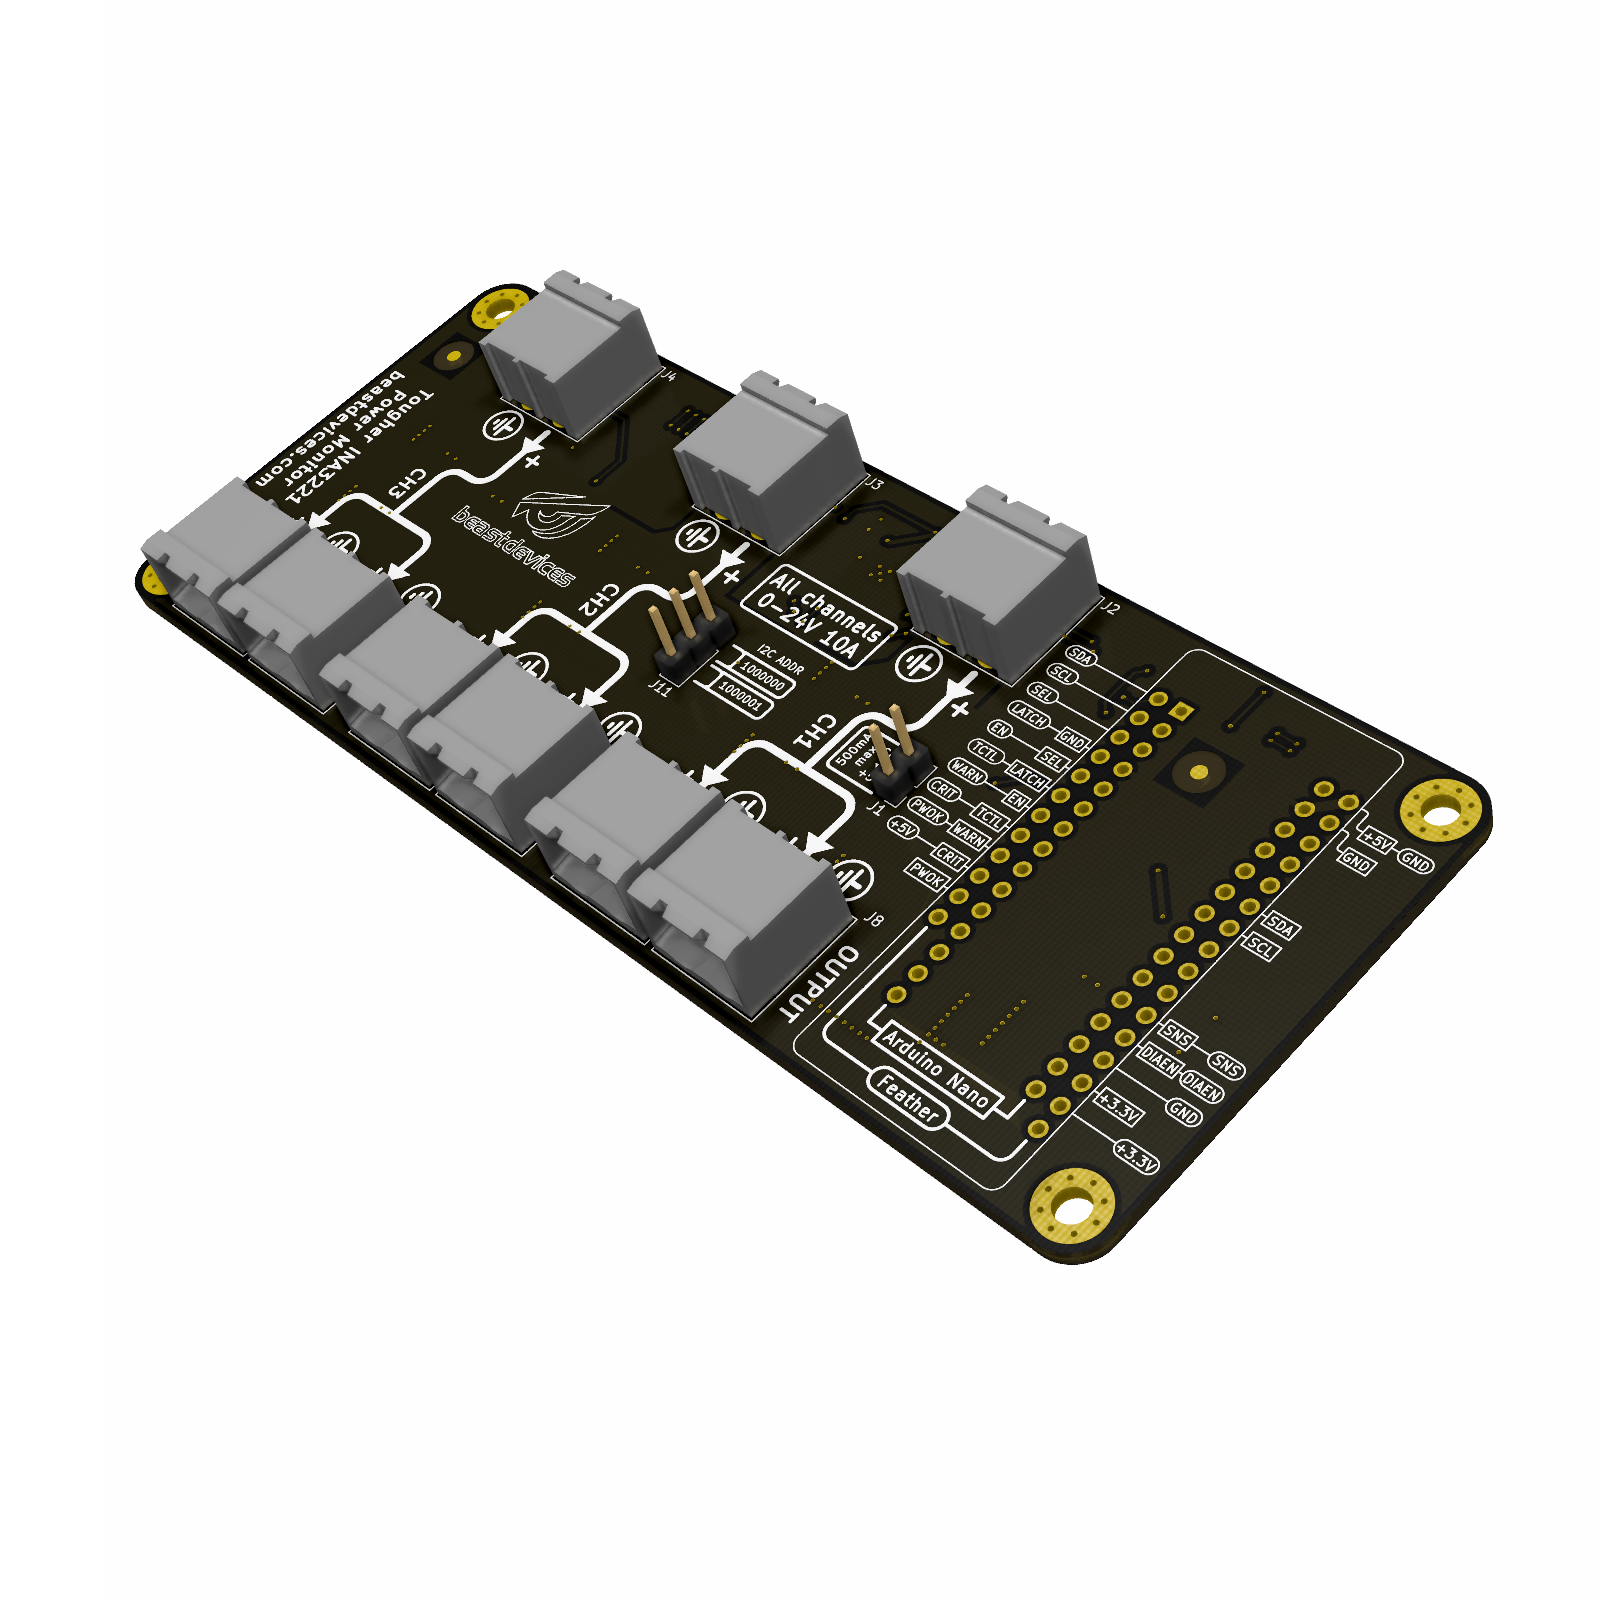 Tougher INA3221
Power Monitor
beastdevices.com
J4
+
CH3
beastdevices
J3
+
CH2
All channels
0-24V 10A
J11
I2C ADDR
1000000
1000001
J2
+
CH1
500mA
max
J1
J8
OUTPUT
SDA
SCL
SEL
LATCH
GND
EN
SEL
TCTL
LATCH
WARN
EN
CRIT
TCTL
PWOK
WARN
+5V
CRIT
PWOK
+5V
GND
GND
SDA
SCL
SNS
SNS
DIAEN
DIAEN
+3.3V
GND
+3.3V
Arduino Nano
Feather